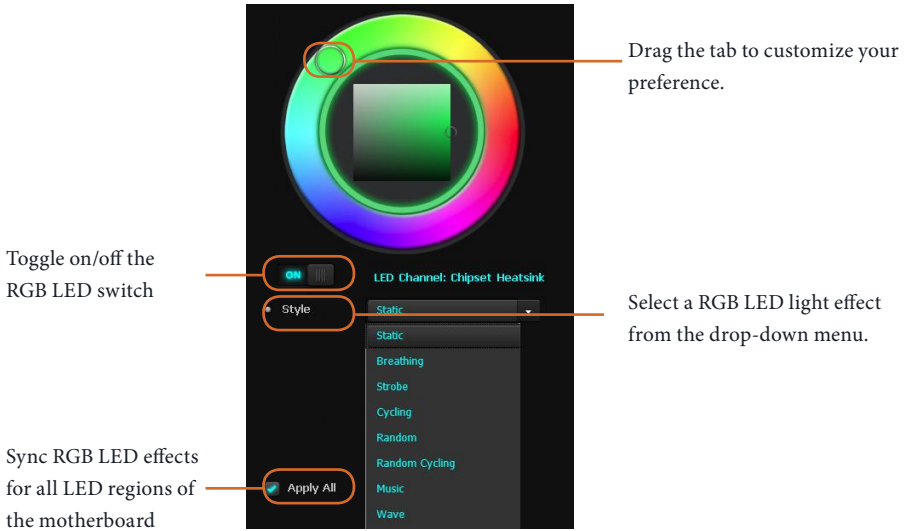 Drag the tab to customize your
preference.
Toggle on/off the
RGB LED switch
ON
LED Channel: Chipset Heatsink
Style
Static
Select a RGB LED light effect
from the drop-down menu.
Static
Breathing
Strobe
Cycling
Random
Random Cycling
Music
Wave
Sync RGB LED effects
for all LED regions of
the motherboard
Apply All